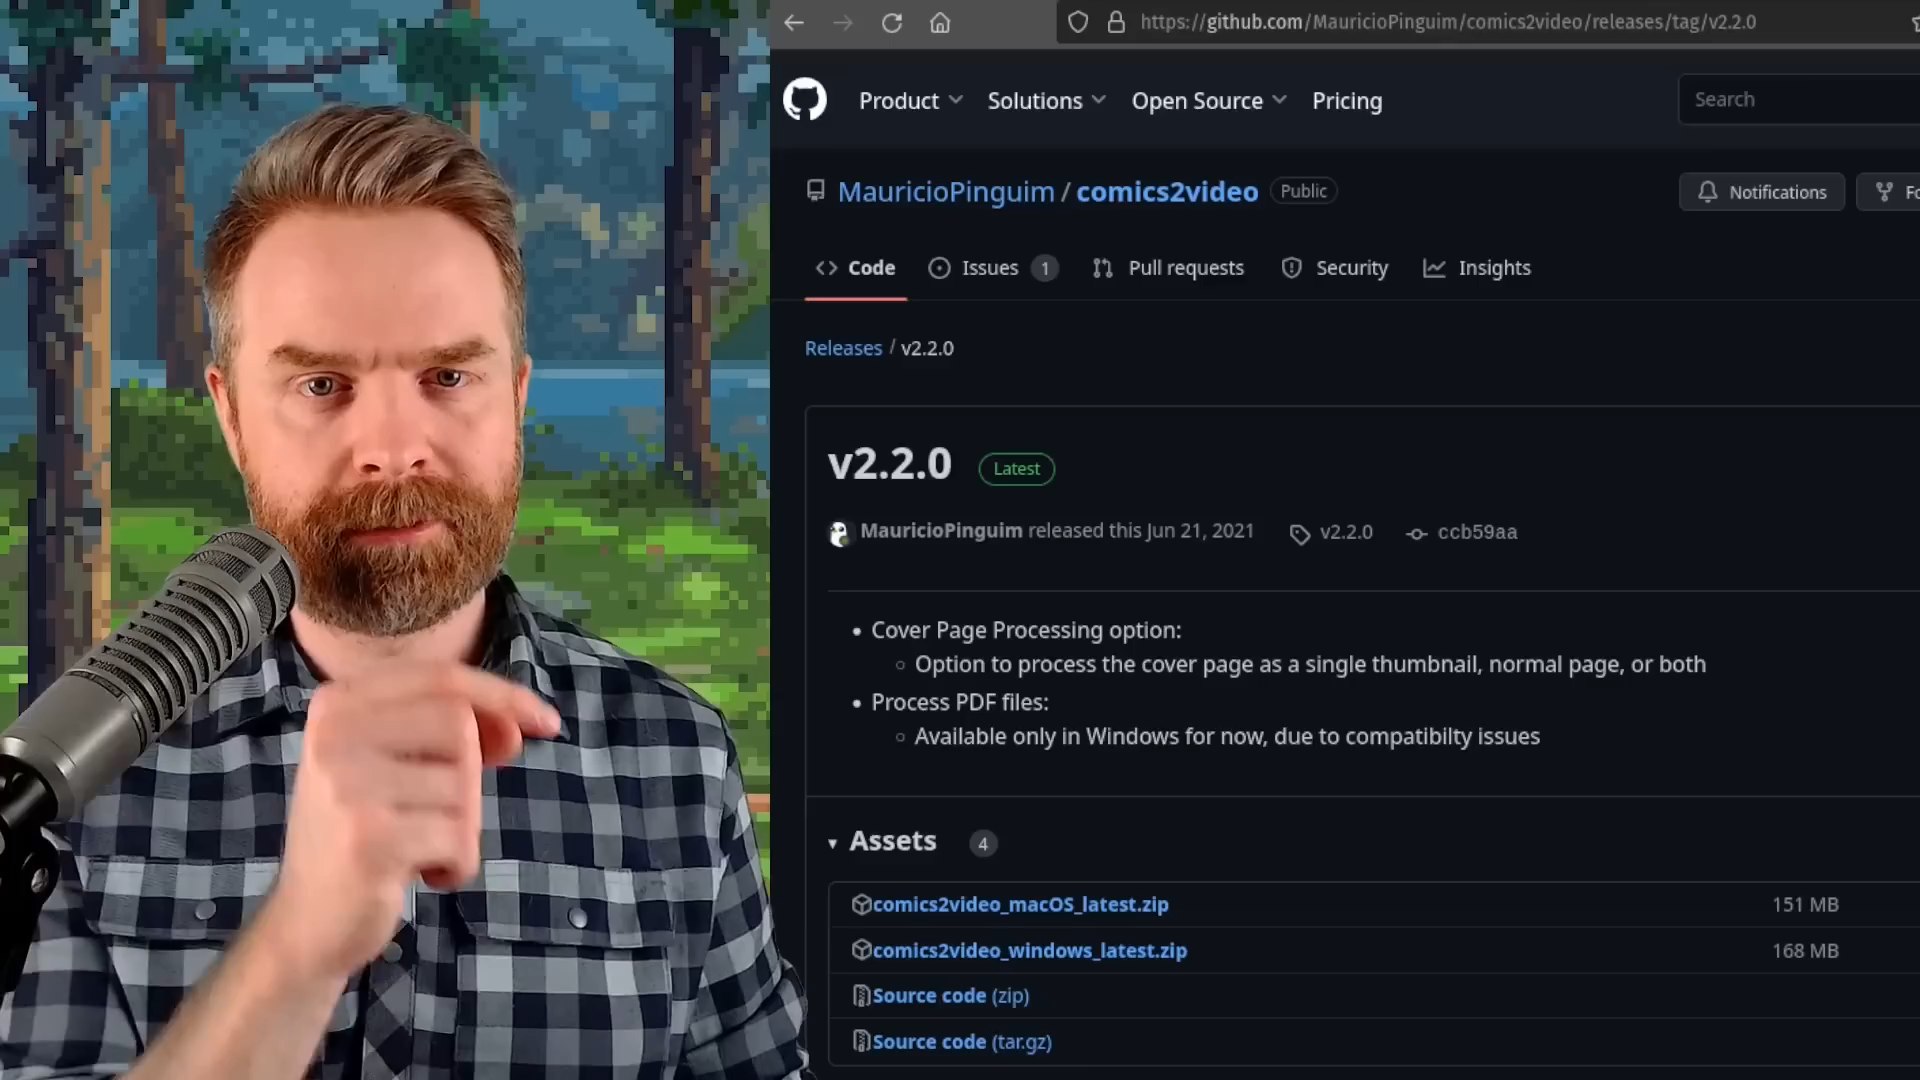 https://github.com/MauricioPinguim/comics2video/releases/tag/v2.2.0
Product Solutions Open Source Pricing Search
MauricioPinguim / comics2video Public Notifications
Code Issues 1 Pull requests Security Insights
Releases / v2.2.0
v2.2.0 Latest
MauricioPinguim released this Jun 21, 2021 v2.2.0 ccb59aa
• Cover Page Processing option:
◦ Option to process the cover page as a single thumbnail, normal page, or both
• Process PDF files:
◦ Available only in Windows for now, due to compatibilty issues
Assets 4
comics2video_macOS_latest.zip 151 MB
comics2video_windows_latest.zip 168 MB
Source code (zip)
Source code (tar.gz)